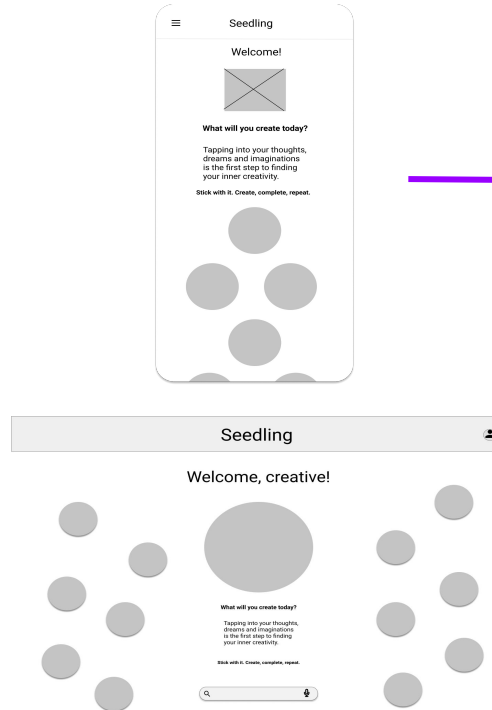 Seedling
Welcome!
What will you create today?
Tapping into your thoughts,
dreams and imaginations
is the first step to finding
your inner creativity.
Stick with it. Create, complete, repeat.
Seedling
Welcome, creative!
What will you create today?
Tapping into your thoughts,
dreams and imaginations
is the first step to finding
your inner creativity.
Stick with it. Create, complete, repeat.